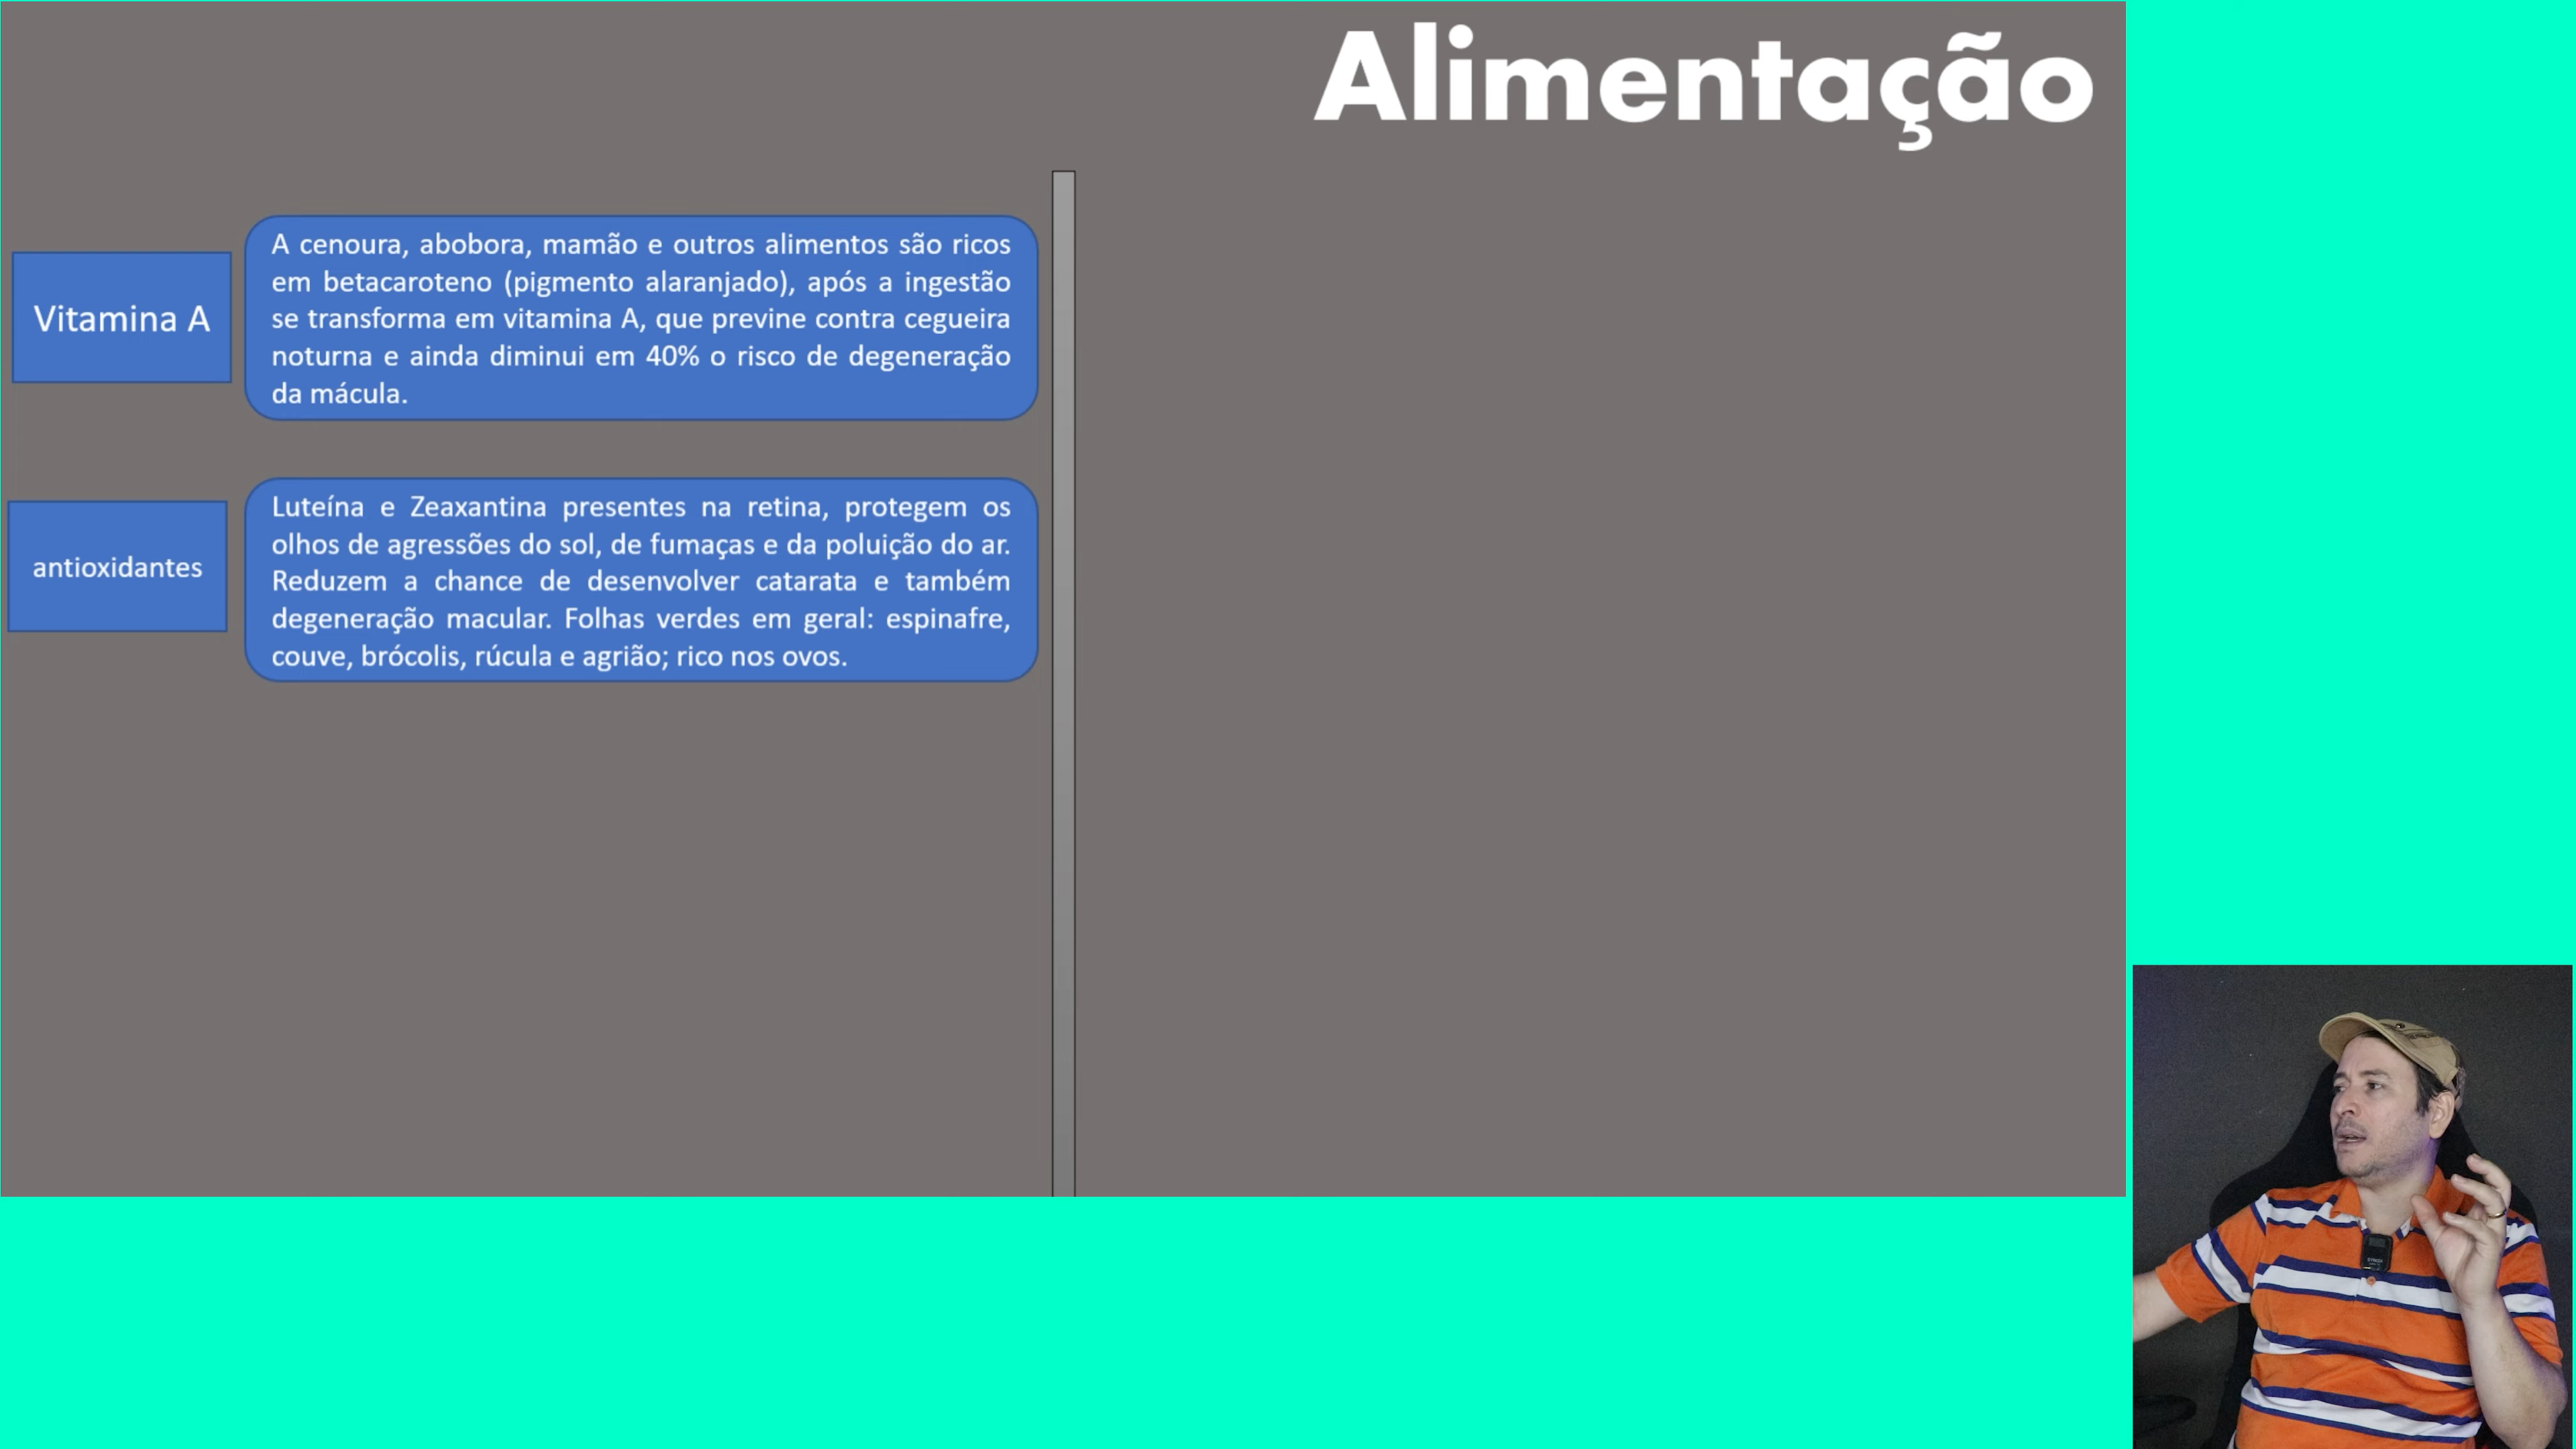 Alimentação
Vitamina A
A cenoura, abobora, mamão e outros alimentos são ricos
em betacaroteno (pigmento alaranjado), após a ingestão
se transforma em vitamina A, que previne contra cegueira
noturna e ainda diminui em 40% o risco de degeneração
da mácula.
antioxidantes
Luteína e Zeaxantina presentes na retina, protegem os
olhos de agressões do sol, de fumaças e da poluição do ar.
Reduzem a chance de desenvolver catarata e também
degeneração macular. Folhas verdes em geral: espinafre,
couve, brócolis, rúcula e agrião; rico nos ovos.